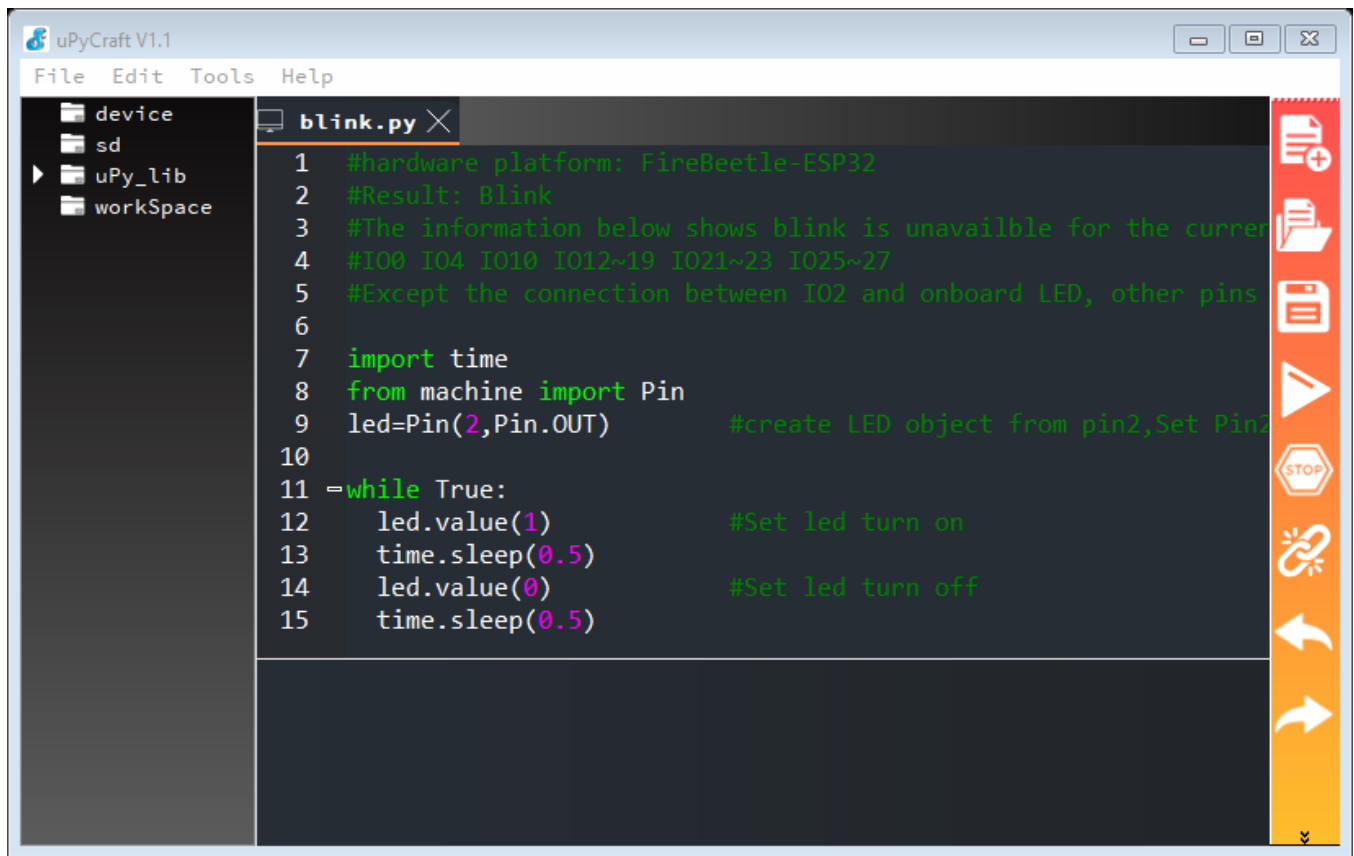 uPyCraft V1.1
File Edit Tools Help
device
sd
uPy_lib
workSpace
blink.py
1 #hardware platform: FireBeetle-ESP32
2 #Result: Blink
3 #The information below shows blink is unavailble for the curren
4 #IO0 IO4 IO10 IO12~19 IO21~23 IO25~27
5 #Except the connection between IO2 and onboard LED, other pins
6
7 import time
8 from machine import Pin
9 led=Pin(2,Pin.OUT) #create LED object from pin2,Set Pin2
10
11 while True:
12 led.value(1) #Set led turn on
13 time.sleep(0.5)
14 led.value(0) #Set led turn off
15 time.sleep(0.5)
STOP